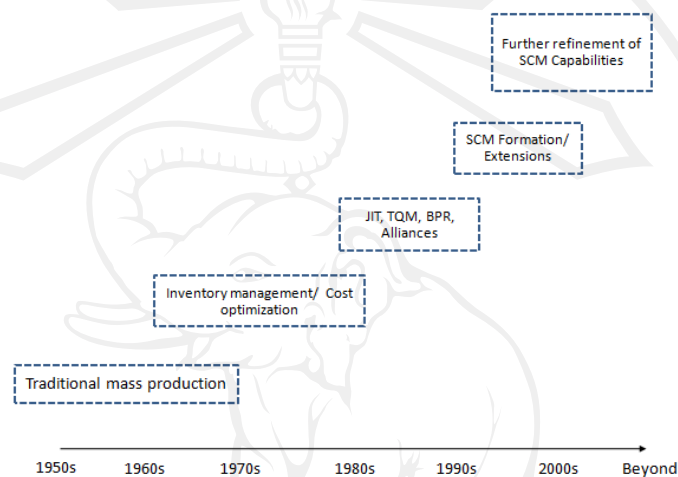 Further refinement of
SCM Capabilities
SCM Formation/
Extensions
JIT, TQM, BPR,
Alliances
Inventory management/ Cost
optimization
Traditional mass production
1950s 1960s 1970s 1980s 1990s 2000s Beyond